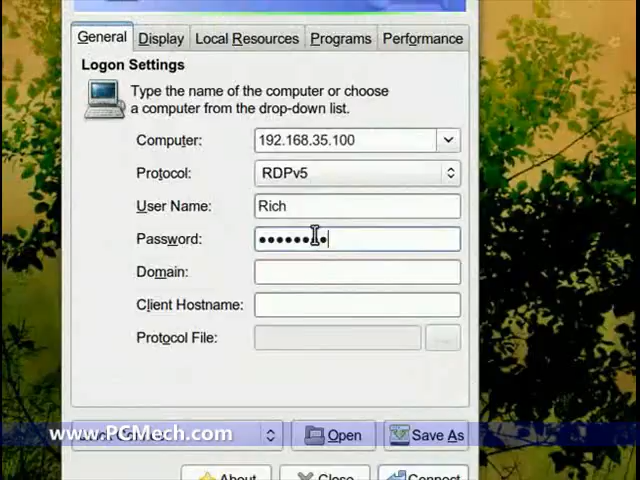 General Display Local Resources Programs Performance
Logon Settings
Type the name of the computer or choose
a computer from the drop-down list.
Computer: 192.168.35.100
Protocol: RDPv5
User Name: Rich
Password:
Domain:
Client Hostname:
Protocol File: ...
www.PGMech.com Open Save As
About Close Connect